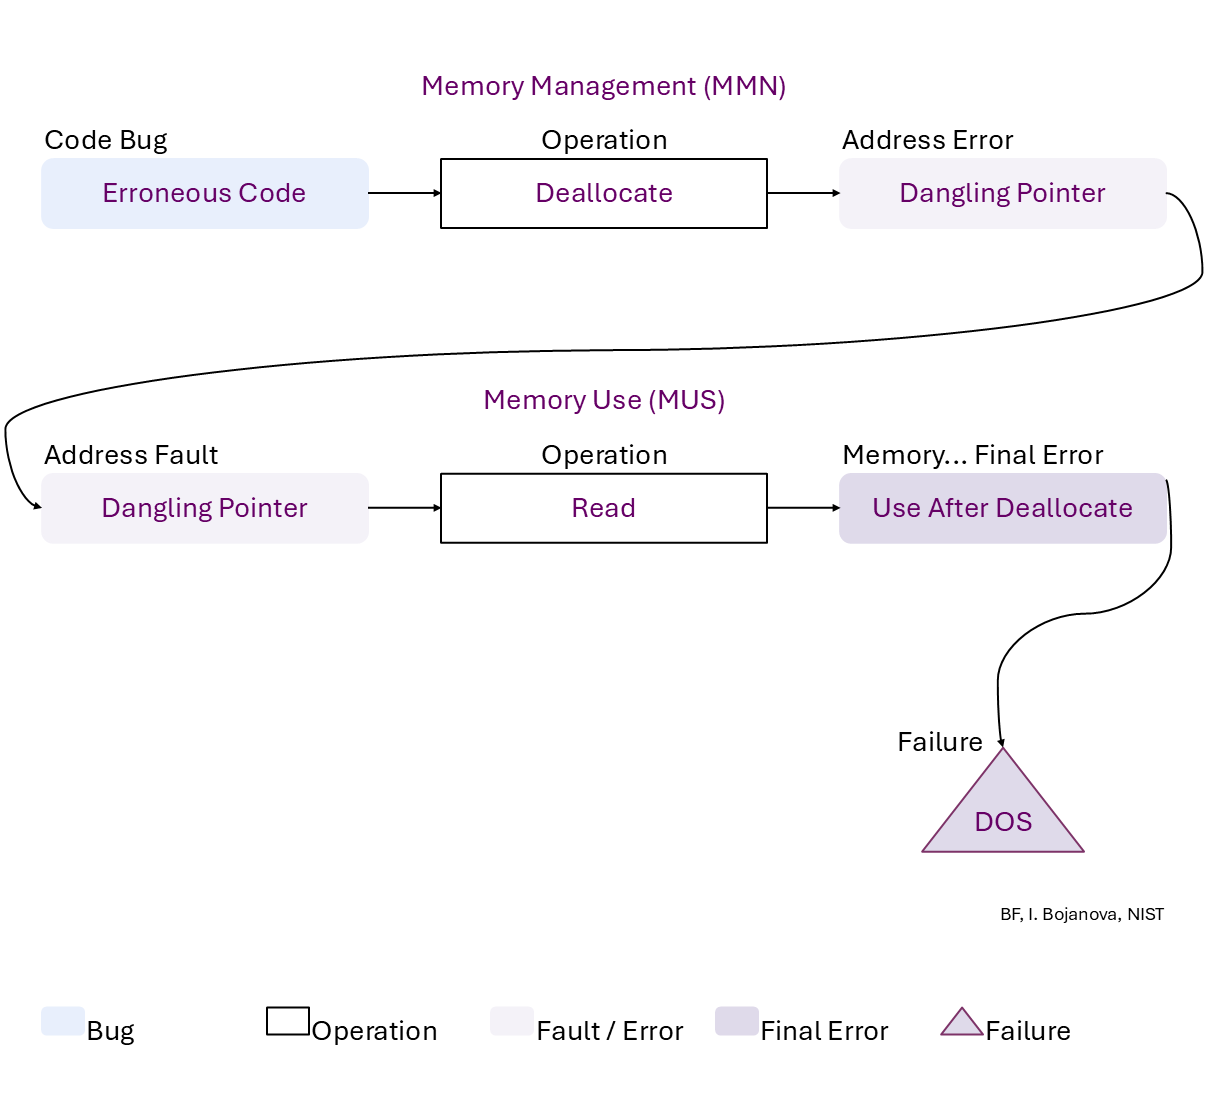 Memory Management (MMN)
Code Bug
Operation
Address Error
Erroneous Code
Deallocate
Dangling Pointer
Memory Use (MUS)
Address Fault
Operation
Memory... Final Error
Dangling Pointer
Read
Use After Deallocate
Failure
DOS
BF, I. Bojanova, NIST
Bug
Operation
Fault / Error
Final Error
Failure